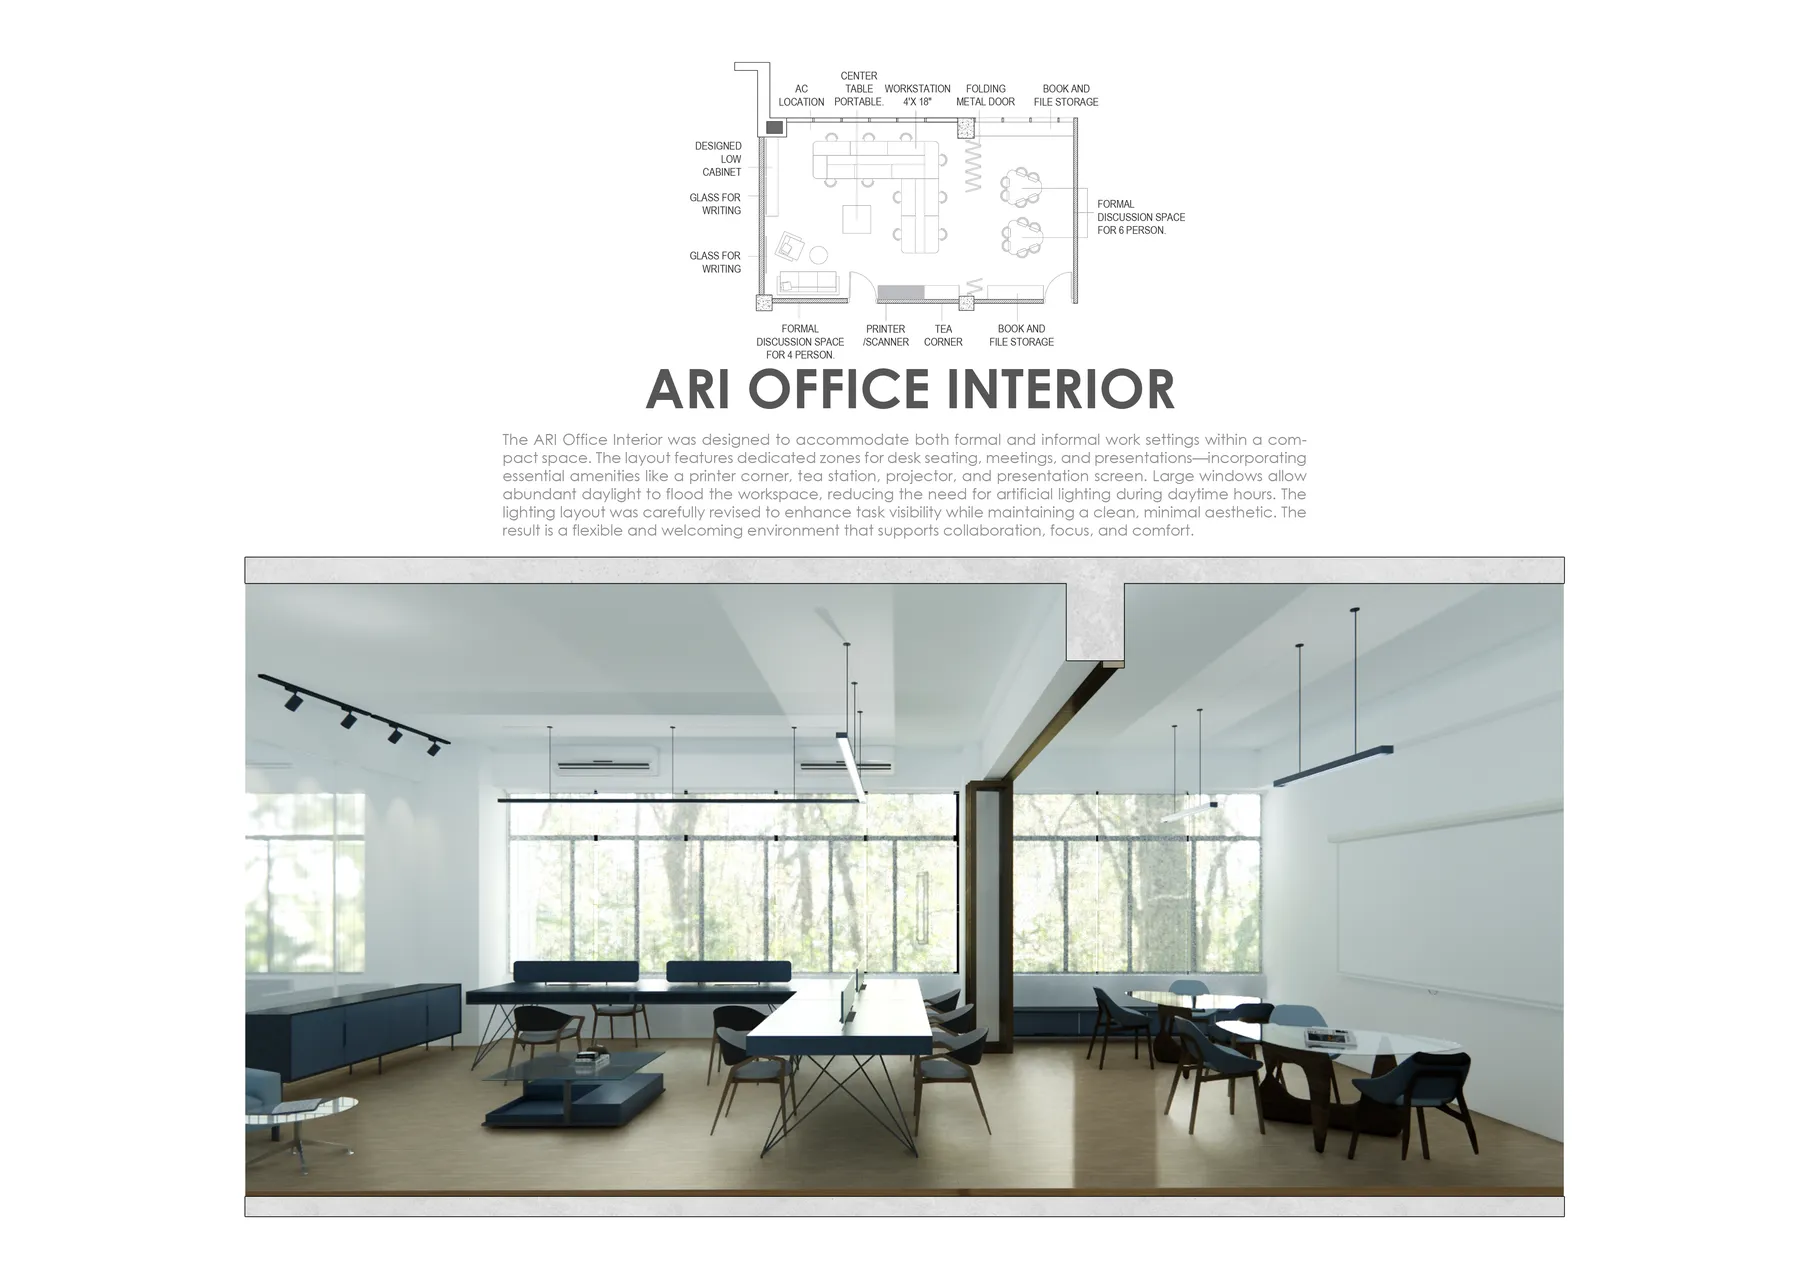 CENTER
AC TABLE WORKSTATION FOLDING BOOK AND
LOCATION PORTABLE. 4'X 18" METAL DOOR FILE STORAGE
DESIGNED
LOW
CABINET
GLASS FOR
WRITING
FORMAL
DISCUSSION SPACE
FOR 6 PERSON.
GLASS FOR
WRITING
FORMAL PRINTER TEA BOOK AND
DISCUSSION SPACE /SCANNER CORNER FILE STORAGE
FOR 4 PERSON.
ARI OFFICE INTERIOR
The ARI Office Interior was designed to accommodate both formal and informal work settings within a com-
pact space. The layout features dedicated zones for desk seating, meetings, and presentations—incorporating
essential amenities like a printer corner, tea station, projector, and presentation screen. Large windows allow
abundant daylight to flood the workspace, reducing the need for artificial lighting during daytime hours. The
lighting layout was carefully revised to enhance task visibility while maintaining a clean, minimal aesthetic. The
result is a flexible and welcoming environment that supports collaboration, focus, and comfort.